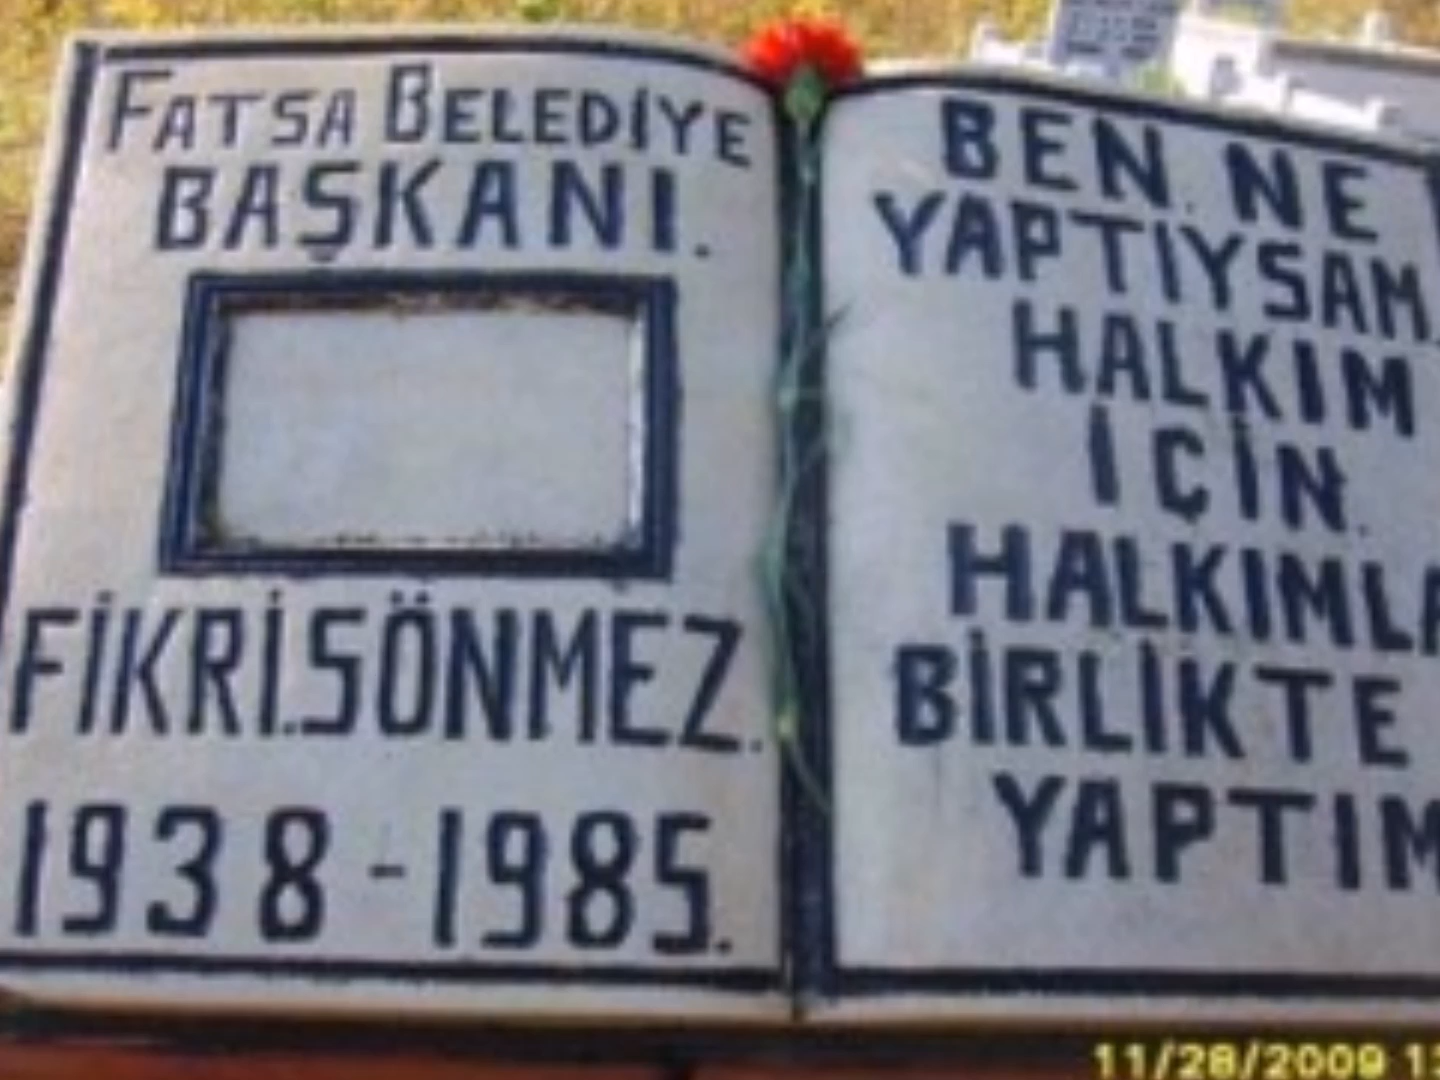 FATSA BELEDİYE
BAŞKANI.
FİKRİ.SÖNMEZ.
1938-1985.
BEN. NE
YAPTIYSAM.
HALKIM
İÇİN.
HALKIMLA
BİRLİKTE
YAPTIM
11/28/2009